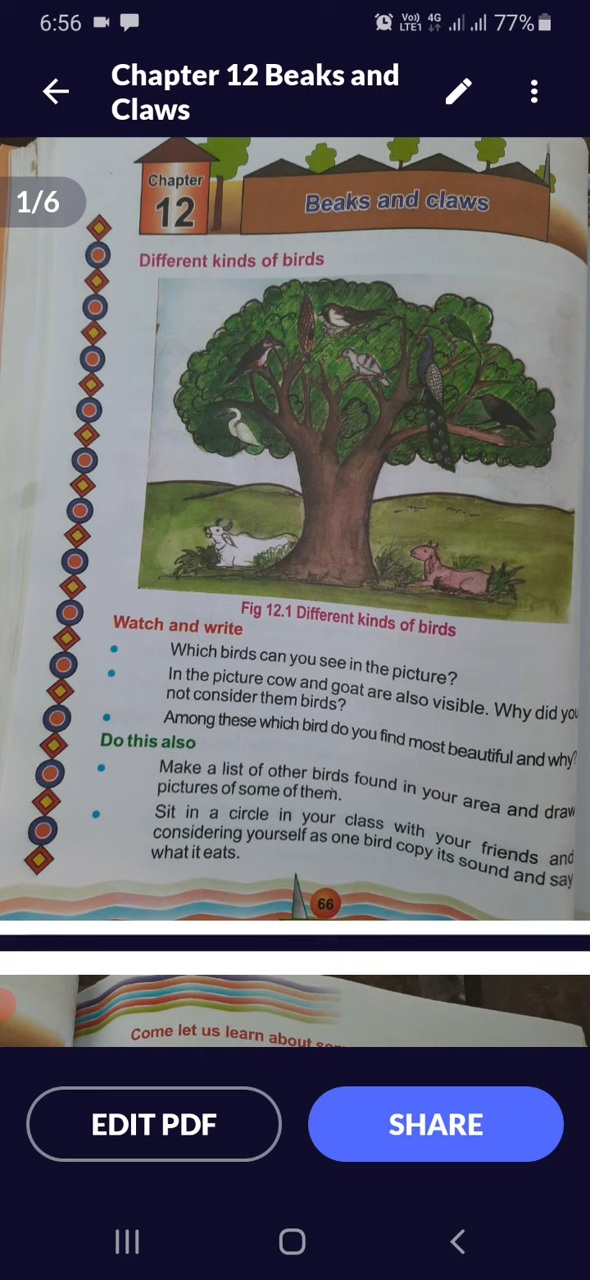 6:56
Vo)) 4G 77%
LTE1
Chapter 12 Beaks and
Claws
1/6
Chapter
12
Beaks and claws
Different kinds of birds
Fig 12.1 Different kinds of birds
Watch and write
Which birds can you see in the picture?
In the picture cow and goat are also visible. Why did you
not consider them birds?
Among these which bird do you find most beautiful and why?
Do this also
Make a list of other birds found in your area and draw
pictures of some of them.
Sit in a circle in your class with your friends and
considering yourself as one bird copy its sound and say
what it eats.
66
Come let us learn about
EDIT PDF
SHARE